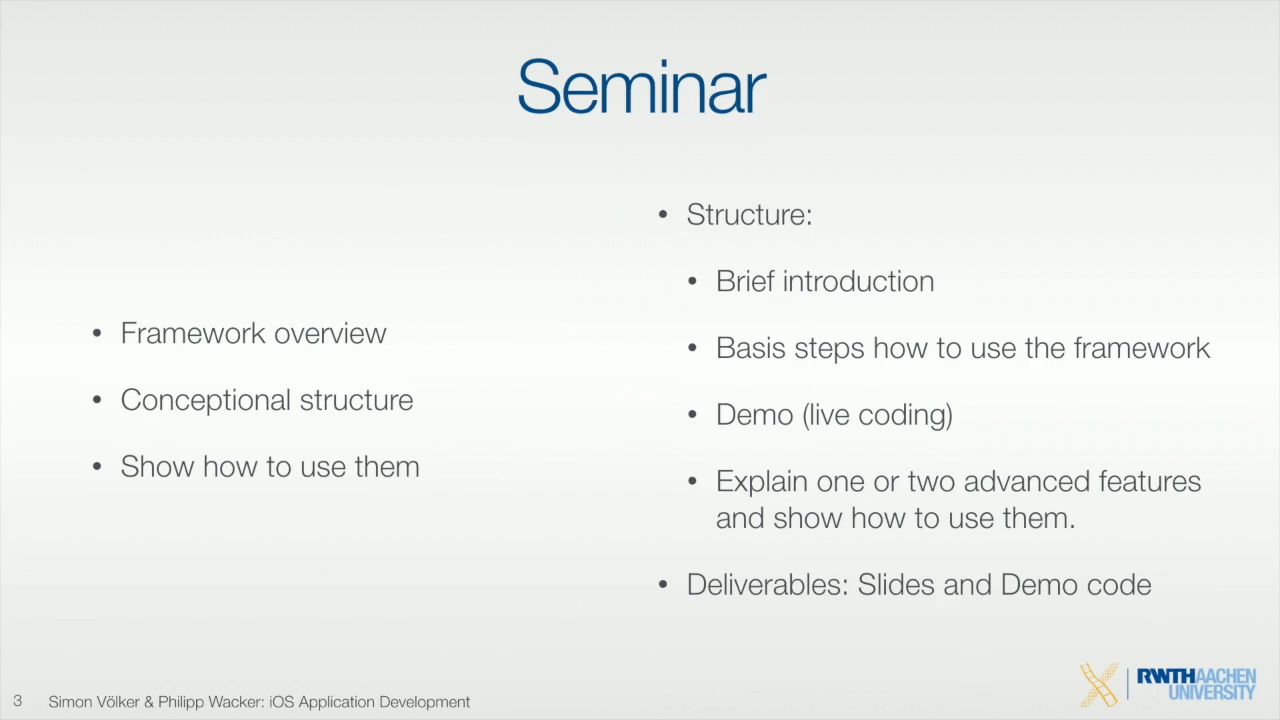 Seminar
• Framework overview
• Conceptional structure
• Show how to use them
• Structure:
• Brief introduction
• Basis steps how to use the framework
• Demo (live coding)
• Explain one or two advanced features
and show how to use them.
• Deliverables: Slides and Demo code
3 Simon Völker & Philipp Wacker: iOS Application Development
RWTHAACHEN
UNIVERSITY